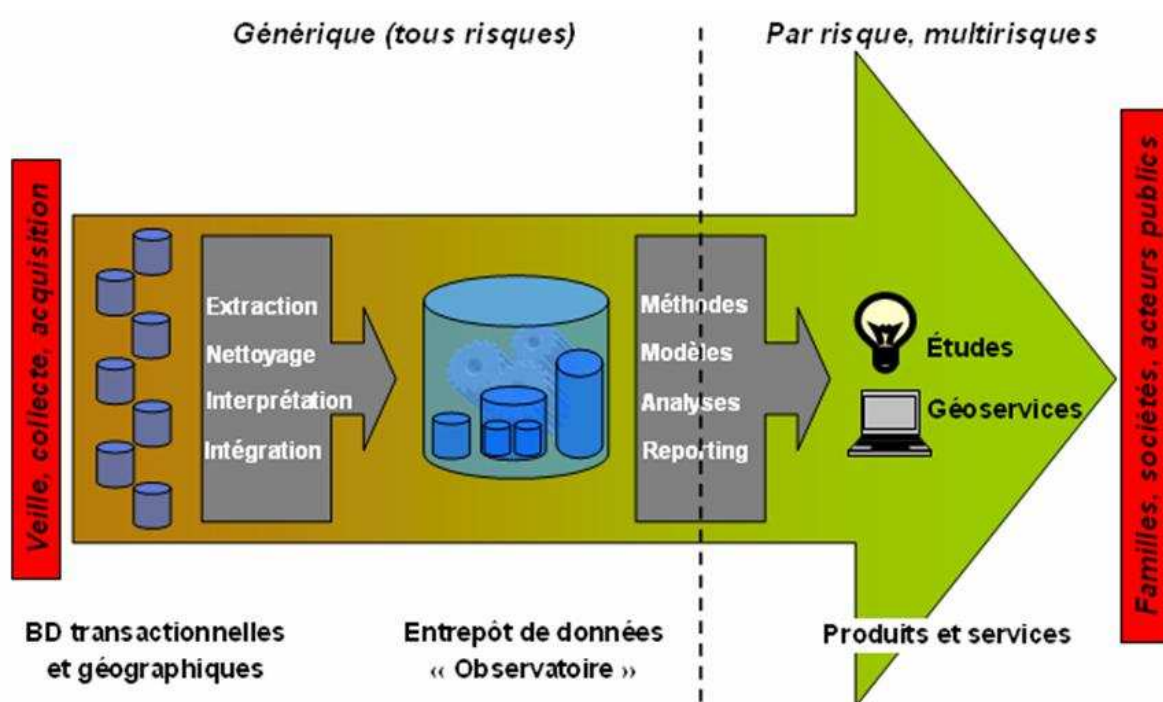 Générique (tous risques)
Par risque, multirisques
Veille, collecte, acquisition
Extraction
Nettoyage
Interprétation
Intégration
Méthodes
Modèles
Analyses
Reporting
Études
Géoservices
Familles, sociétés, acteurs publics
BD transactionnelles
et géographiques
Entrepôt de données
‹‹ Observatoire ››
Produits et services